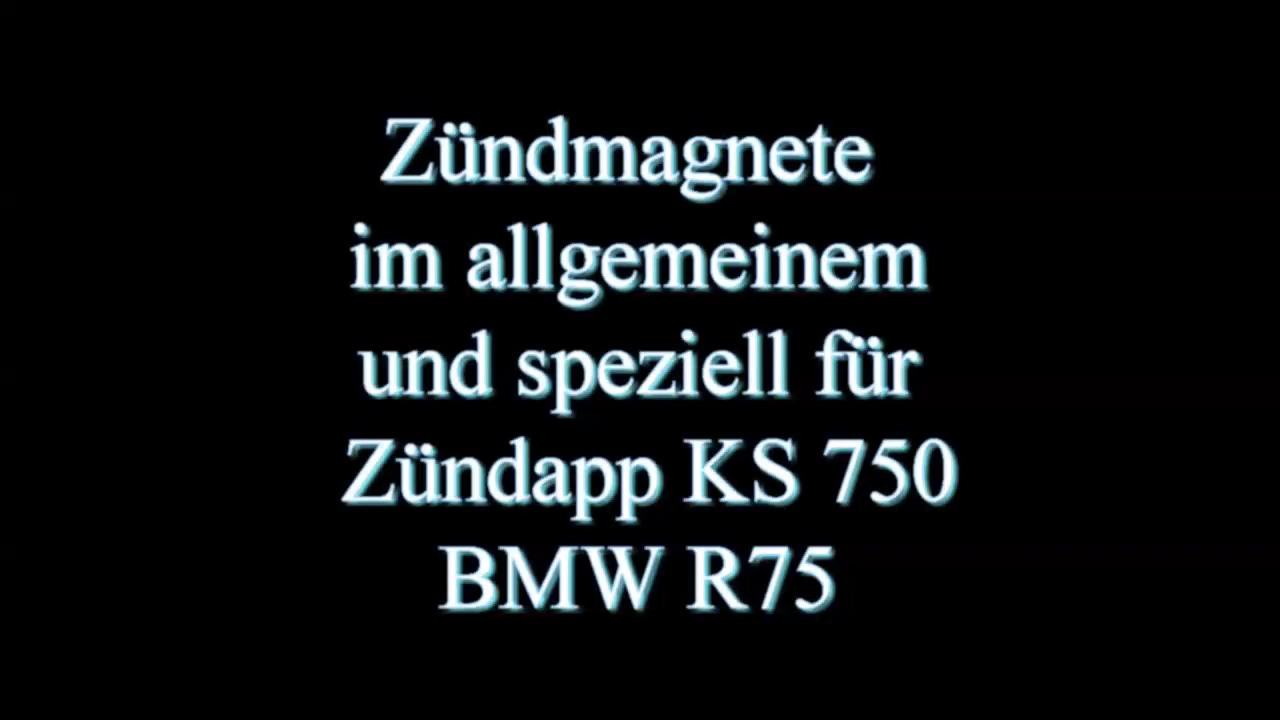 Zündmagnete
im allgemeinem
und speziell für
Zündapp KS 750
BMW R75